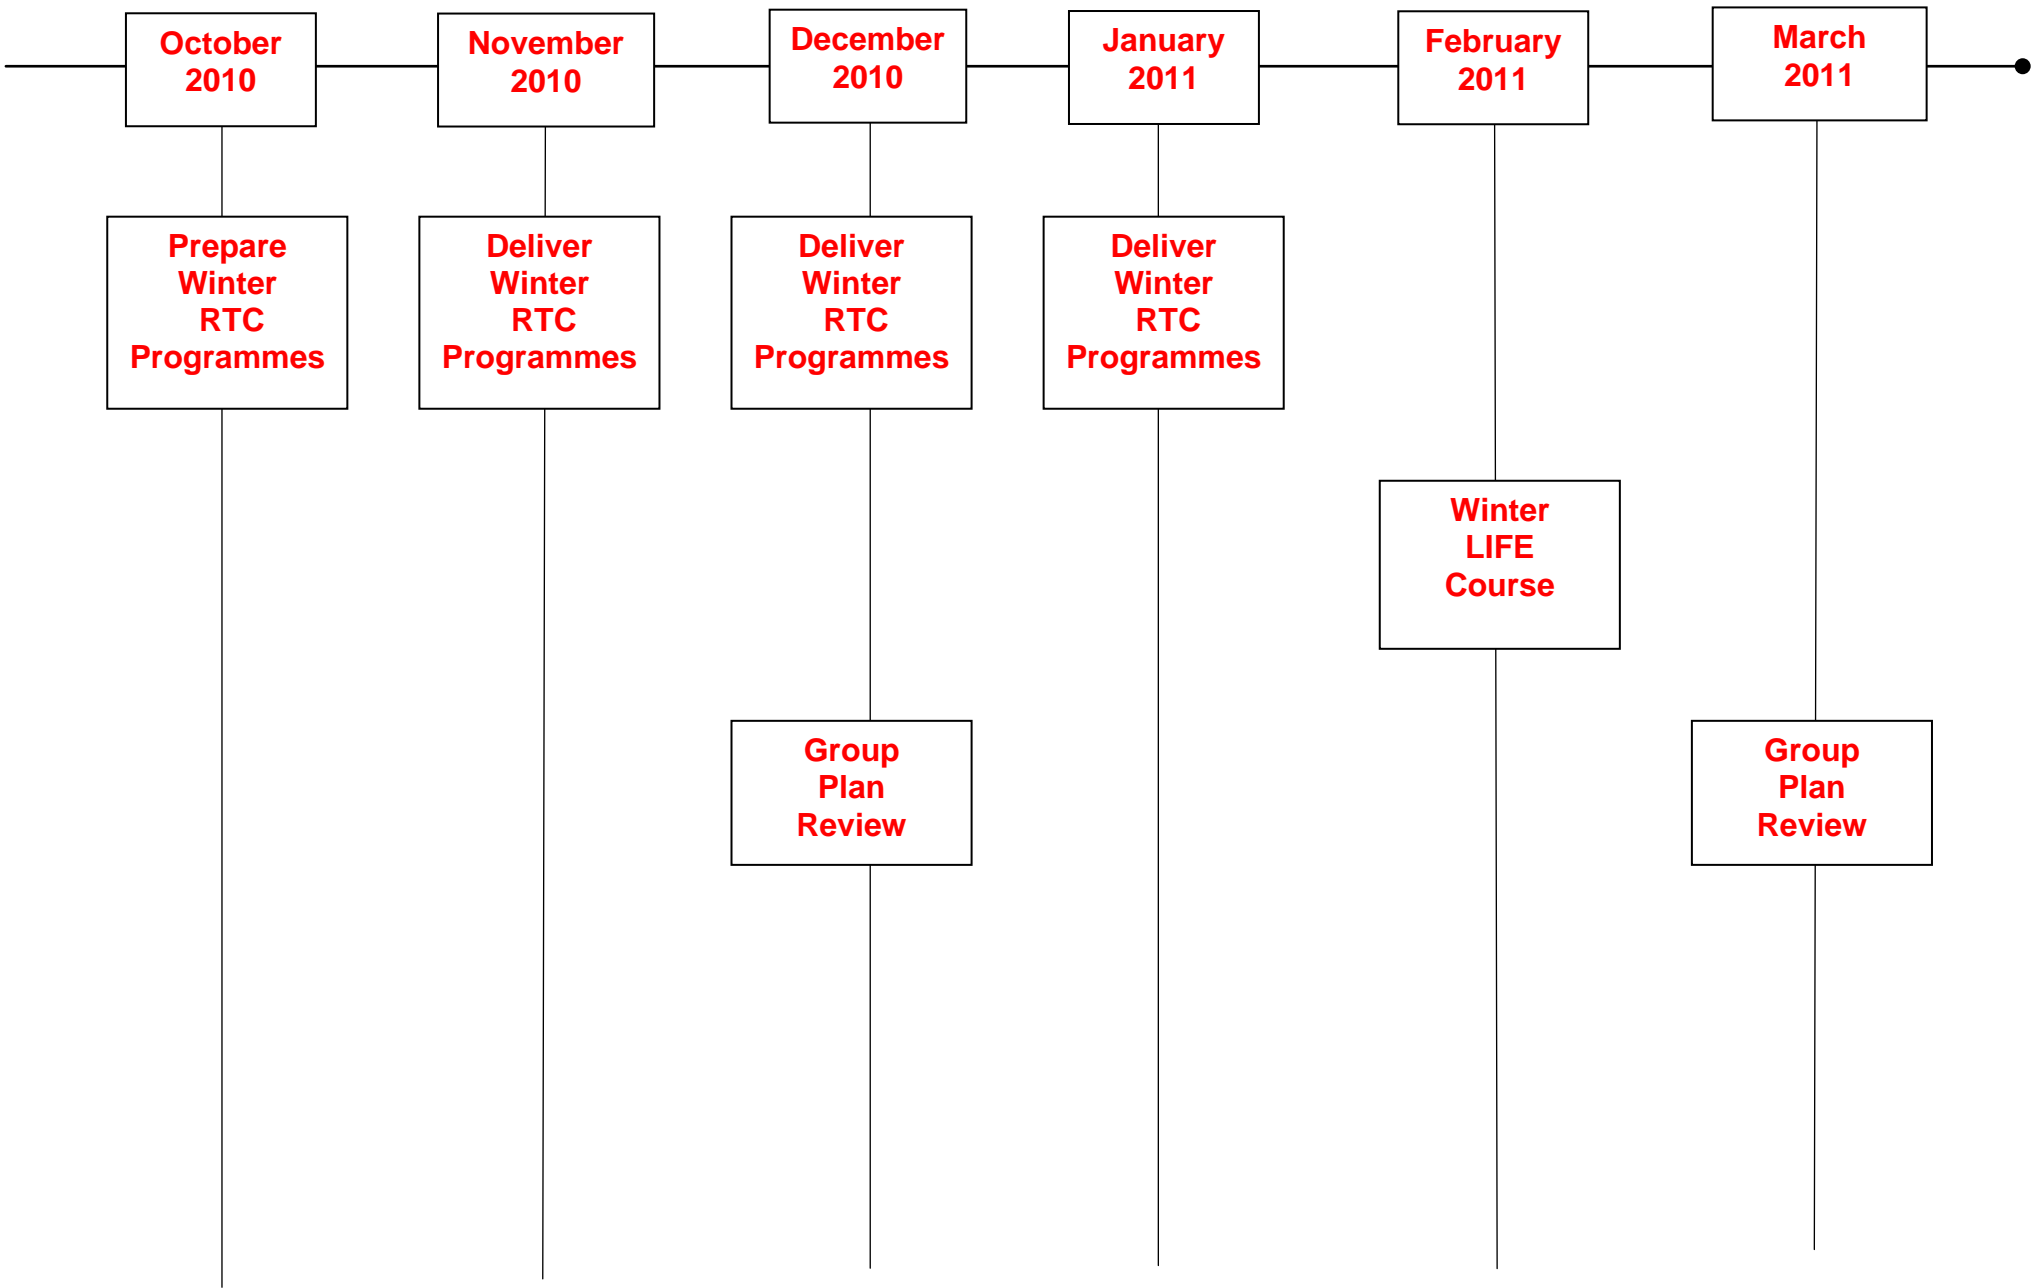 October
2010
November
2010
December
2010
January
2011
February
2011
March
2011
Prepare
Winter
RTC
Programmes
Deliver
Winter
RTC
Programmes
Deliver
Winter
RTC
Programmes
Deliver
Winter
RTC
Programmes
Winter
LIFE
Course
Group
Plan
Review
Group
Plan
Review